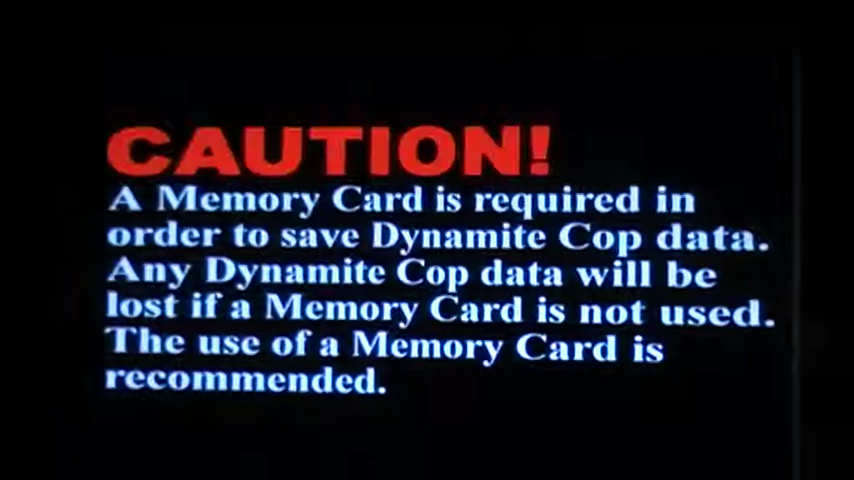 CAUTION!
A Memory Card is required in
order to save Dynamite Cop data.
Any Dynamite Cop data will be
lost if a Memory Card is not used.
The use of a Memory Card is
recommended.